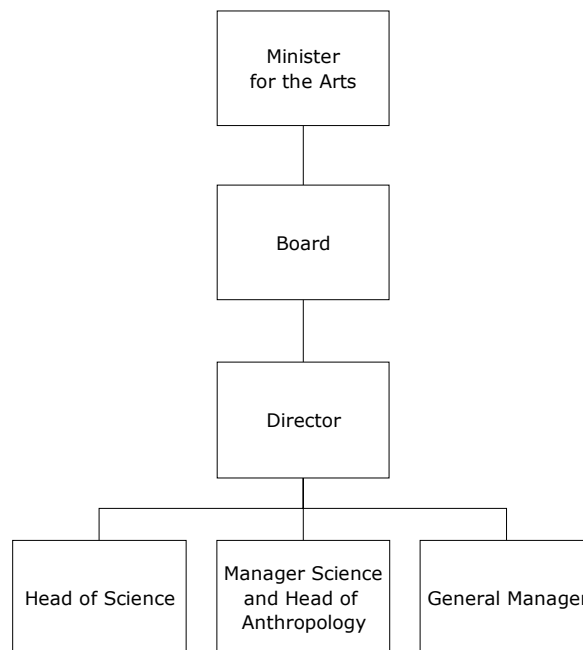 Minister
for the Arts
Board
Director
Head of Science
Manager Science
and Head of
Anthropology
General Manager